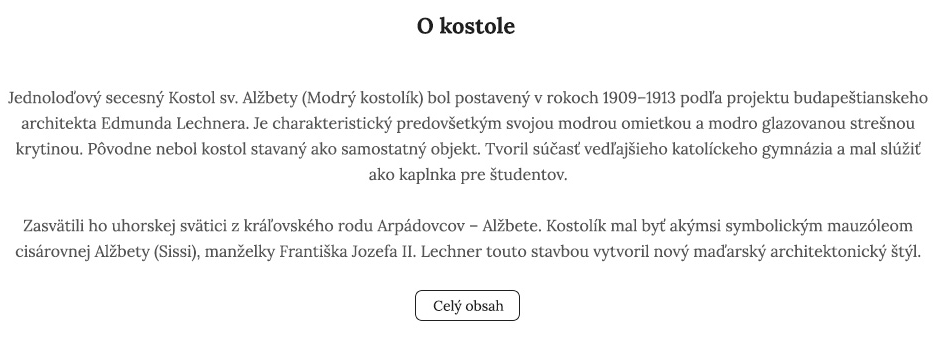 O kostole
Jednoloďový secesný Kostol sv. Alžbety (Modrý kostolík) bol postavený v rokoch 1909–1913 podľa projektu budapeštianskeho
architekta Edmunda Lechnera. Je charakteristický predovšetkým svojou modrou omietkou a modro glazovanou strešnou
krytinou. Pôvodne nebol kostol stavaný ako samostatný objekt. Tvoril súčasť vedľajšieho katolíckeho gymnázia a mal slúžiť
ako kaplnka pre študentov.
Zasvätili ho uhorskej svätici z kráľovského rodu Arpádovcov – Alžbete. Kostolík mal byť akýmsi symbolickým mauzóleom
cisárovnej Alžbety (Sissi), manželky Františka Jozefa II. Lechner touto stavbou vytvoril nový maďarský architektonický štýl.
Celý obsah